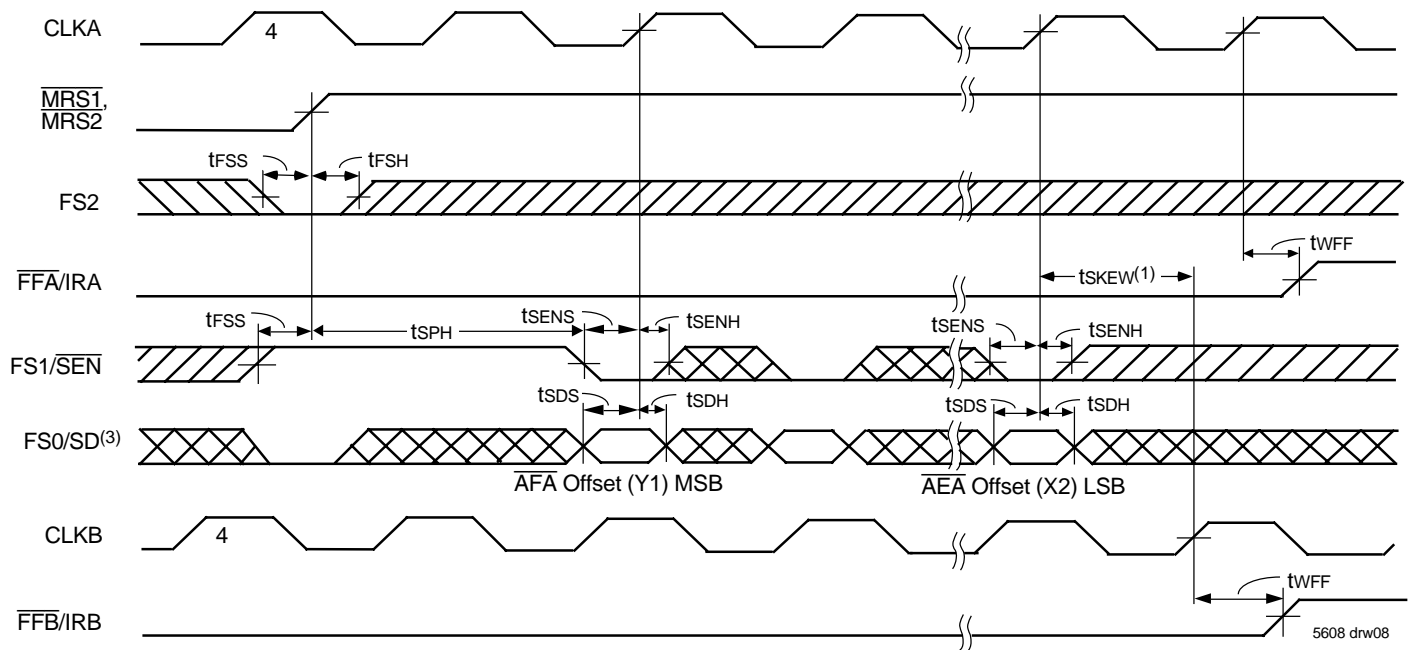 CLKA
4
MRS1,
MRS2
tFSS
tFSH
FS2
tWFF
FFA/IRA
tSKEW(1)
tFSS
tSPH
tSENS
tSENH
tSENS
tSENH
FS1/SEN
tSDS
tSDH
tSDS
tSDH
FS0/SD(3)
AFA Offset (Y1) MSB
AEA Offset (X2) LSB
CLKB
4
tWFF
FFB/IRB
5608 drw08